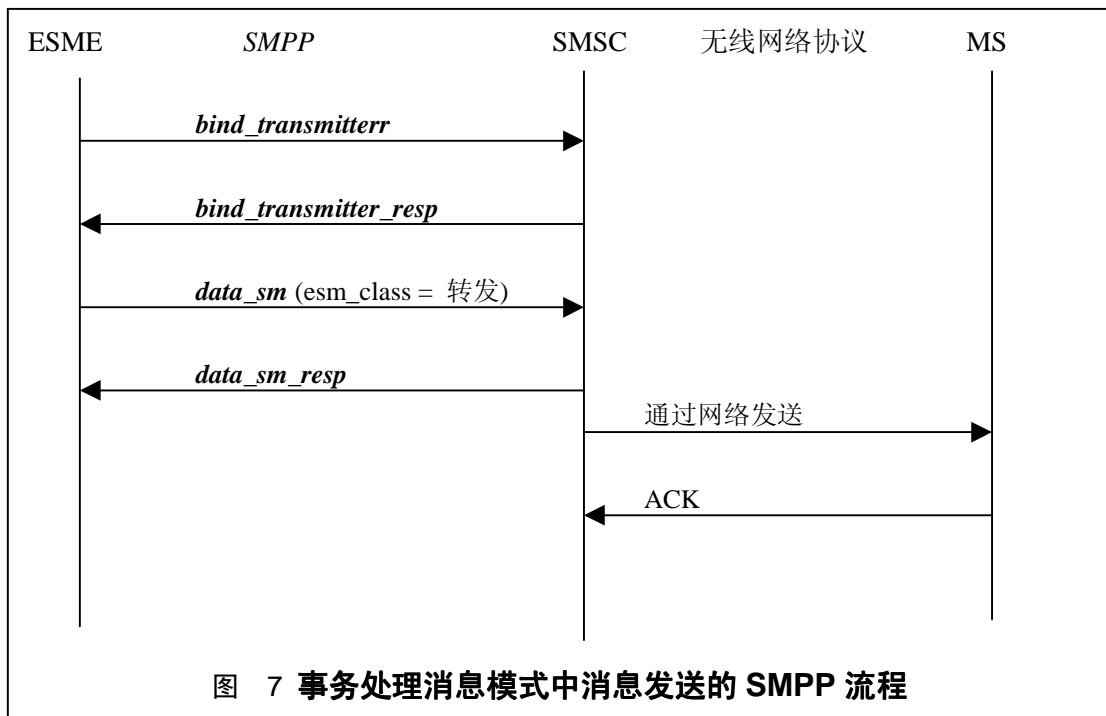 ESME SMPP SMSC 无线网络协议 MS
bind_transmitterr
bind_transmitter_resp
data_sm (esm_class = 转发)
data_sm_resp
通过网络发送
ACK
图 7 事务处理消息模式中消息发送的 SMPP 流程